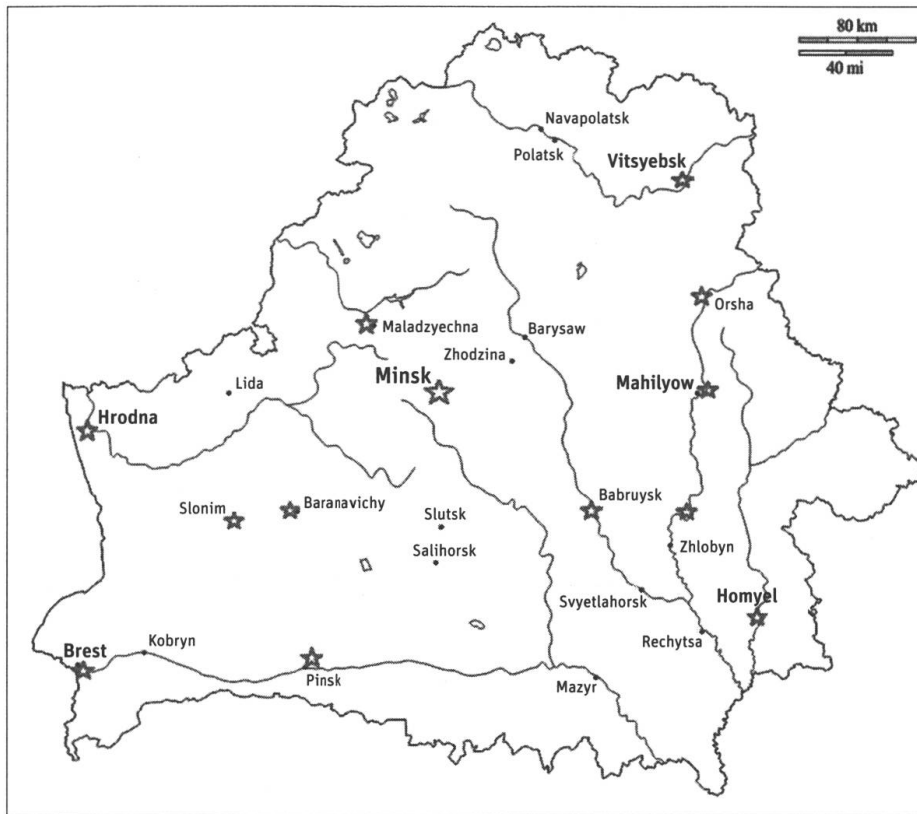 80 km
40 mi
Navapolatsk
Polatsk
Vitsyebsk
Orsha
Maladzyechna
Barysaw
Zhodzina
Minsk
Mahilyow
Lida
Hrodna
Slonim
Baranavichy
Slutsk
Babruysk
Salihorsk
Zhlobyn
Svyetlahorsk
Homyel
Rechytsa
Brest
Kobryn
Pinsk
Mazyr